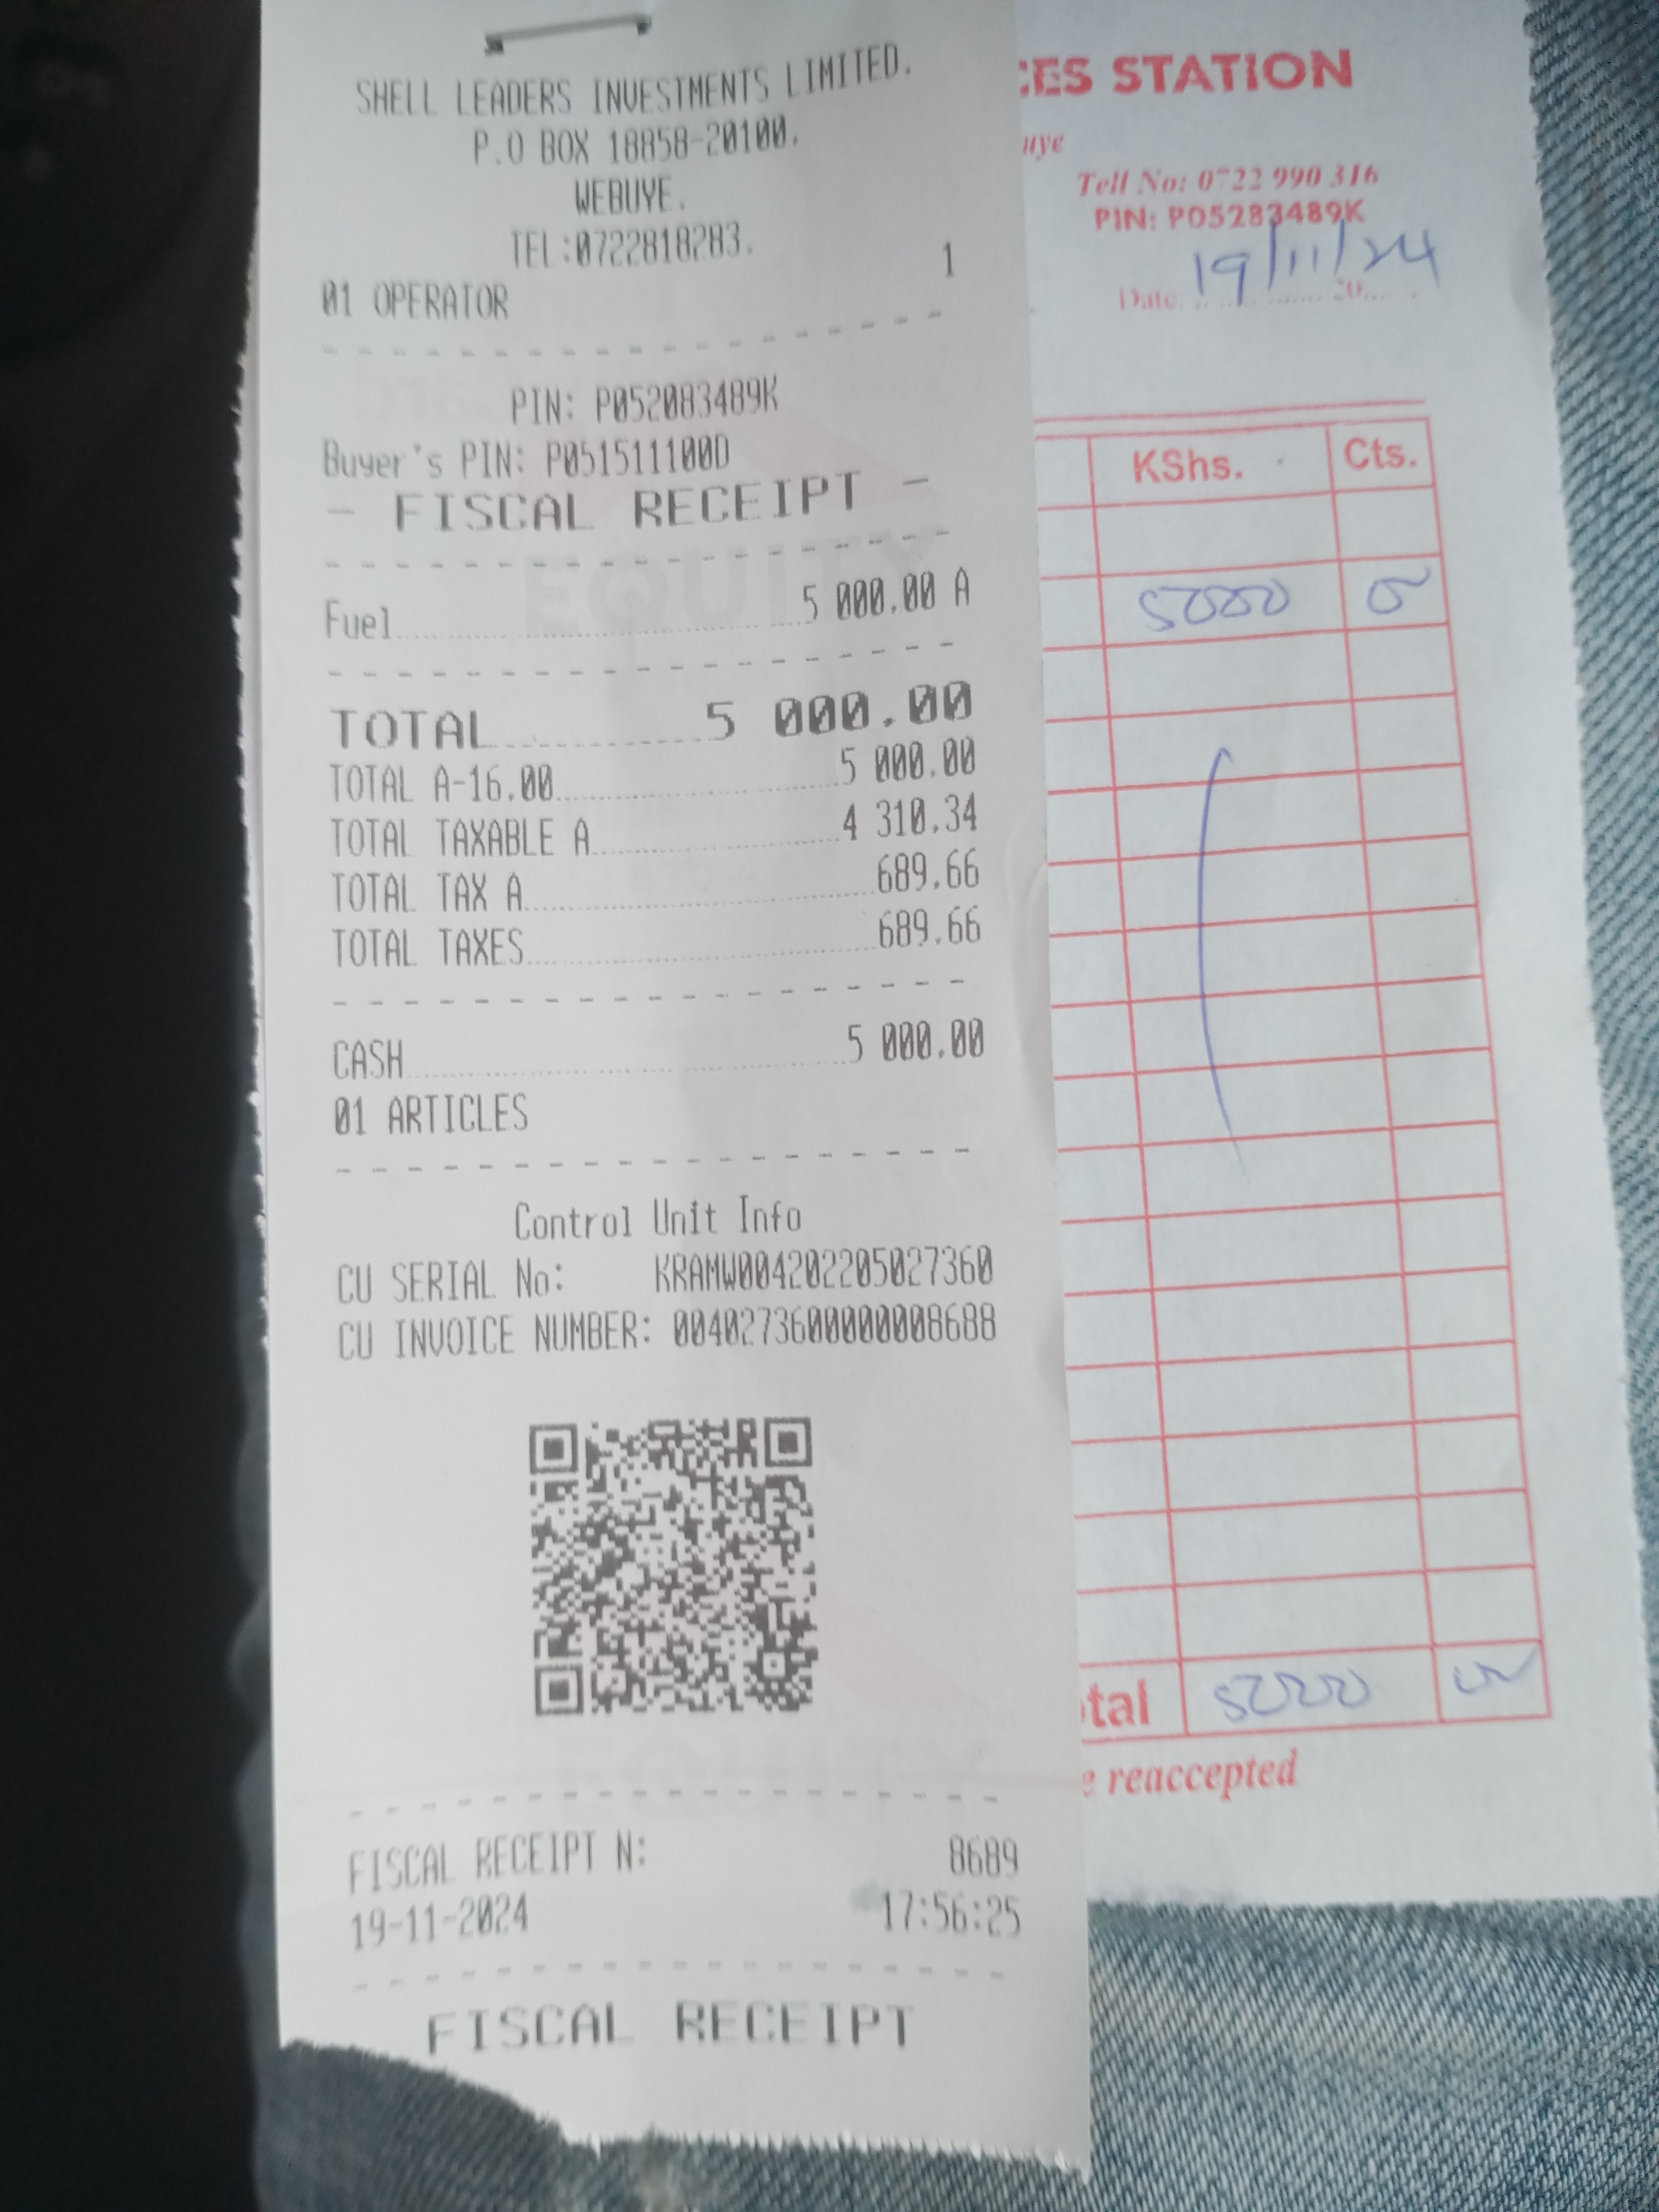 SHELL LEADERS INVESTMENTS LIMITED.
P.O BOX 18858-20100.
WEBUYE.
TEL:0722818283.
1
01 OPERATOR
PIN: P052083489K
Buyer's PIN: P051511100D
- FISCAL RECEIPT -
Fuel 5 000.00 A
TOTAL 5 000.00
TOTAL A-16.00 5 000.00
TOTAL TAXABLE A 4 310.34
TOTAL TAX A 689.66
TOTAL TAXES 689.66
CASH 5 000.00
01 ARTICLES
Control Unit Info
CU SERIAL No: KRAMW004202205027360
CU INVOICE NUMBER: 0040273600000008688
FISCAL RECEIPT N: 8689
19-11-2024 17:56:25
FISCAL RECEIPT
CES STATION
uye
Tell No: 0722 990 316
PIN: P05283489K
Date: 19/11/24 20
KShs. Cts.
5000
tal 5000
e reaccepted
EQUITY